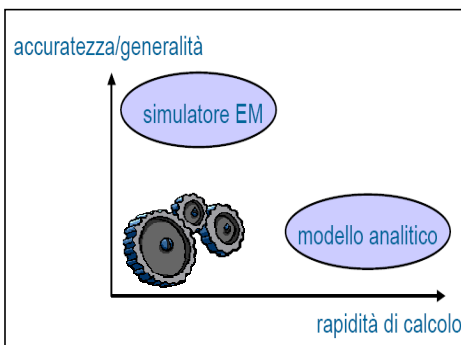 accuratezza/generalità
simulatore EM
modello analitico
rapidità di calcolo